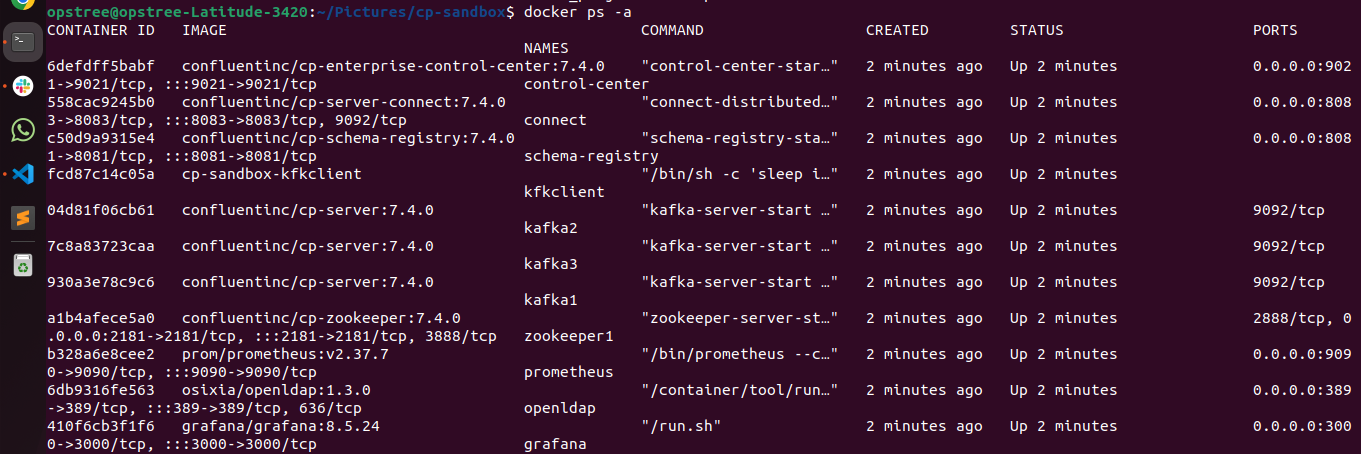 opstree@opstree-Latitude-3420:~/Pictures/cp-sandbox$ docker ps -a
CONTAINER ID   IMAGE                                              COMMAND                  CREATED         STATUS                     PORTS
                                                     NAMES
6defdff5babf   confluentinc/cp-enterprise-control-center:7.4.0    "control-center-star…"   2 minutes ago   Up 2 minutes               0.0.0.0:902
1->9021/tcp, :::9021->9021/tcp                       control-center
558cac9245b0   confluentinc/cp-server-connect:7.4.0               "connect-distributed…"   2 minutes ago   Up 2 minutes               0.0.0.0:808
3->8083/tcp, :::8083->8083/tcp, 9092/tcp             connect
c50d9a9315e4   confluentinc/cp-schema-registry:7.4.0              "schema-registry-sta…"   2 minutes ago   Up 2 minutes               0.0.0.0:808
1->8081/tcp, :::8081->8081/tcp                       schema-registry
fcd87c14c05a   cp-sandbox-kfkclient                               "/bin/sh -c 'sleep i…"   2 minutes ago   Up 2 minutes
                                                     kfkclient
04d81f06cb61   confluentinc/cp-server:7.4.0                       "kafka-server-start …"   2 minutes ago   Up 2 minutes               9092/tcp
                                                     kafka2
7c8a83723caa   confluentinc/cp-server:7.4.0                       "kafka-server-start …"   2 minutes ago   Up 2 minutes               9092/tcp
                                                     kafka3
930a3e78c9c6   confluentinc/cp-server:7.4.0                       "kafka-server-start …"   2 minutes ago   Up 2 minutes               9092/tcp
                                                     kafka1
a1b4afece5a0   confluentinc/cp-zookeeper:7.4.0                    "zookeeper-server-st…"   2 minutes ago   Up 2 minutes               2888/tcp, 0
.0.0.0:2181->2181/tcp, :::2181->2181/tcp, 3888/tcp   zookeeper1
b328a6e8cee2   prom/prometheus:v2.37.7                            "/bin/prometheus --c…"   2 minutes ago   Up 2 minutes               0.0.0.0:909
0->9090/tcp, :::9090->9090/tcp                       prometheus
6db9316fe563   osixia/openldap:1.3.0                              "/container/tool/run…"   2 minutes ago   Up 2 minutes               0.0.0.0:389
->389/tcp, :::389->389/tcp, 636/tcp                  openldap
410f6cb3f1f6   grafana/grafana:8.5.24                             "/run.sh"                2 minutes ago   Up 2 minutes               0.0.0.0:300
0->3000/tcp, :::3000->3000/tcp                       grafana